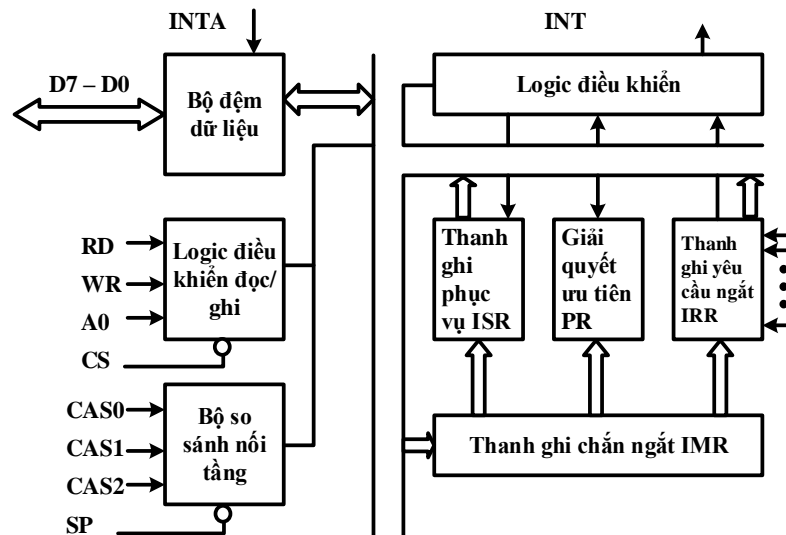 INTA
INT
D7 – D0
Bộ đệm
dữ liệu
Logic điều khiển
RD
WR
A0
CS
Logic điều
khiển đọc/
ghi
Thanh
ghi
phục
vụ ISR
Giải
quyết
ưu tiên
PR
Thanh
ghi yêu
cầu ngắt
IRR
CAS0
CAS1
CAS2
SP
Bộ so
sánh nối
tầng
Thanh ghi chắn ngắt IMR